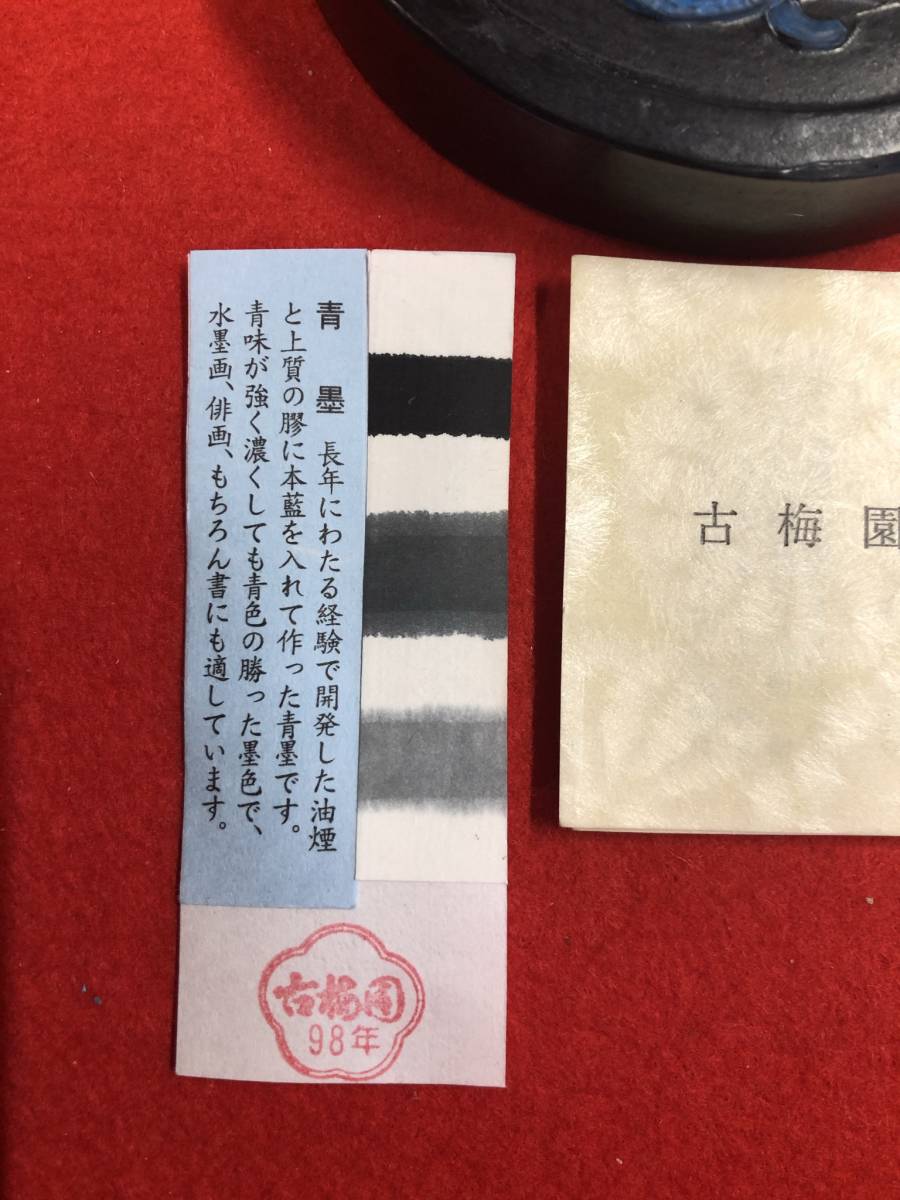 青墨 長年にわたる経験で開発した油煙
と上質の膠に本藍を入れて作った青墨です。
青味が強く濃くしても青色の勝った墨色で、
水墨画、俳画、もちろん書にも適しています。
古梅園
98年
古梅園